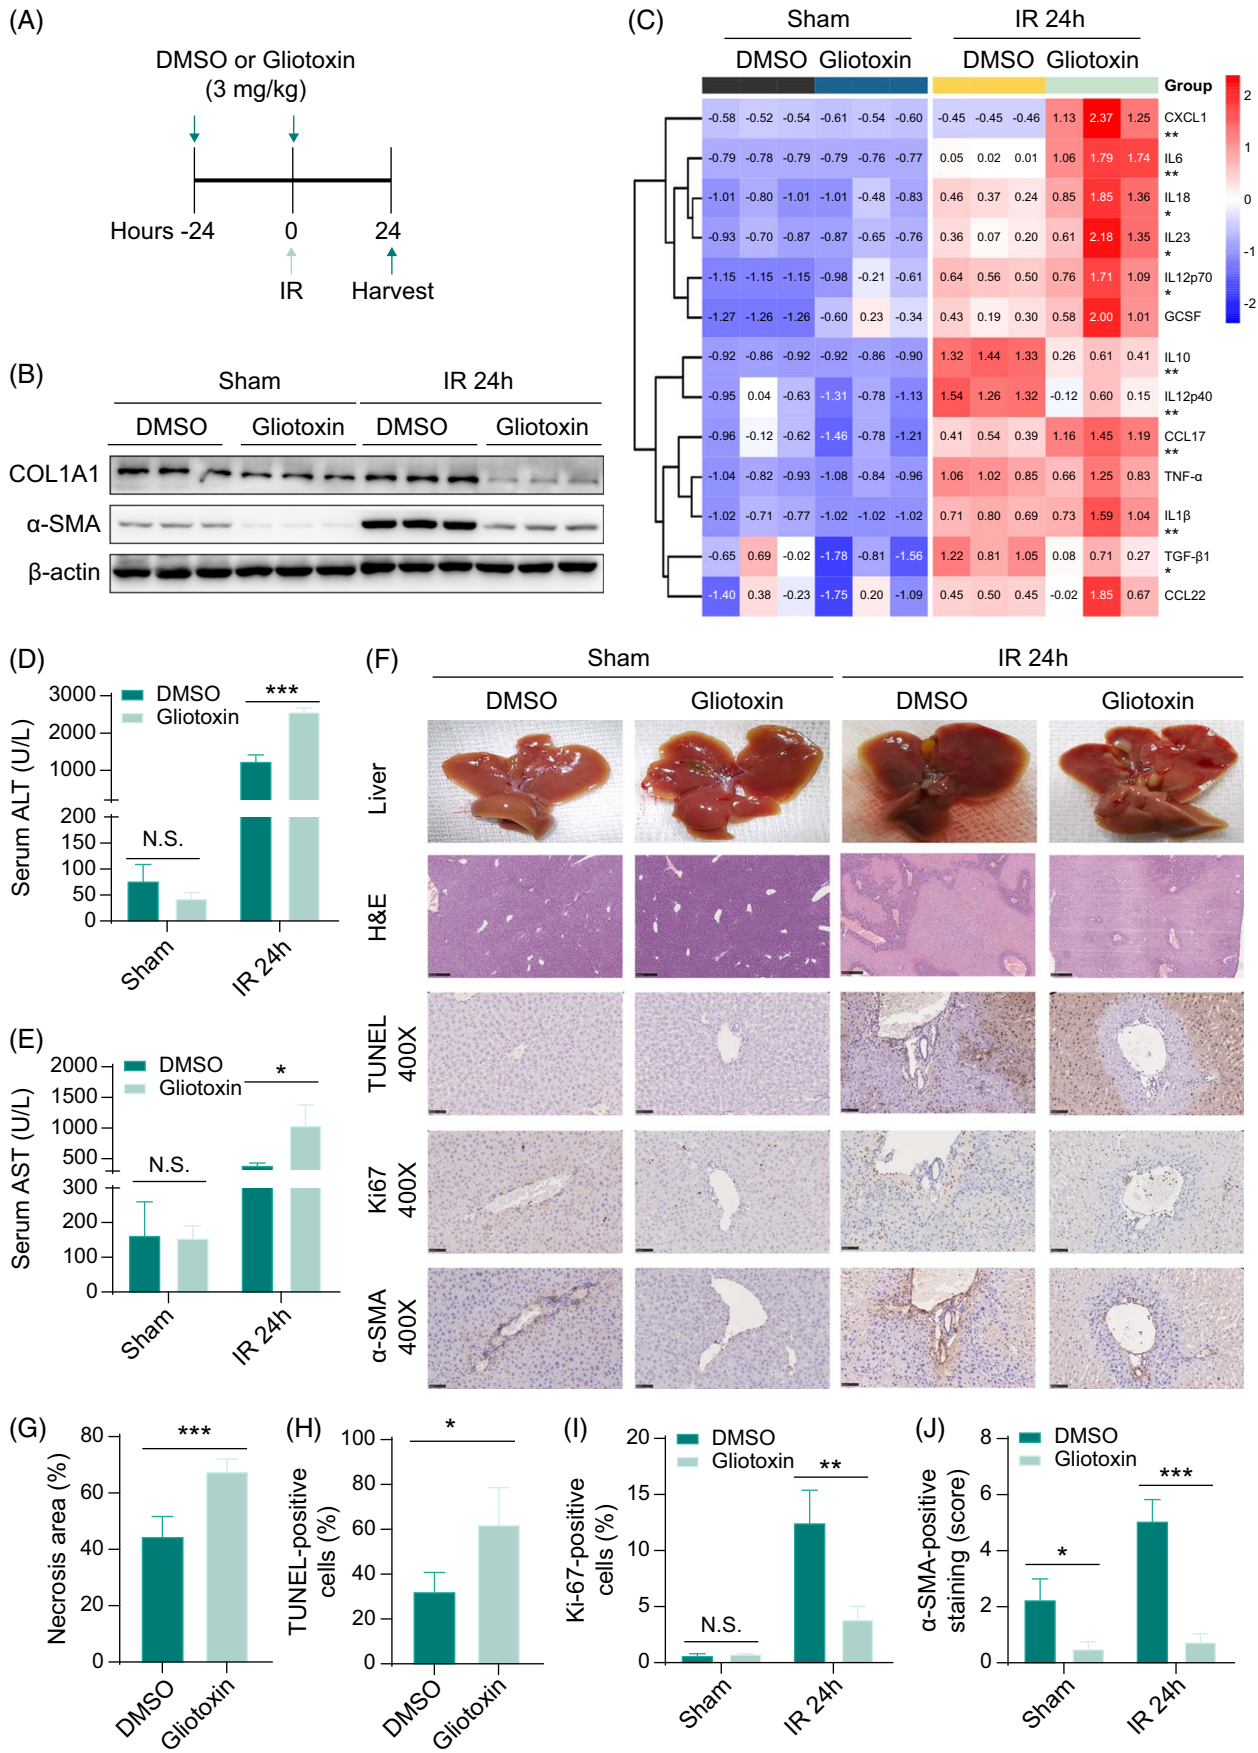 (A)
DMSO or Gliotoxin
(3 mg/kg)
Hours -24 0 24
IR Harvest
(B)
Sham IR 24h
DMSO Gliotoxin DMSO Gliotoxin
COL1A1
α-SMA
β-actin
(C)
Sham IR 24h
DMSO Gliotoxin DMSO Gliotoxin
Group
-0.58 -0.52 -0.54 -0.61 -0.54 -0.60 -0.45 -0.45 -0.46 1.13 2.37 1.25 CXCL1
**
-0.79 -0.78 -0.79 -0.79 -0.76 -0.77 0.05 0.02 0.01 1.06 1.79 1.74 IL6
**
-1.01 -0.80 -1.01 -1.01 -0.48 -0.83 0.46 0.37 0.24 0.85 1.85 1.36 IL18
*
-0.93 -0.70 -0.87 -0.87 -0.65 -0.76 0.36 0.07 0.20 0.61 2.18 1.35 IL23
*
-1.15 -1.15 -1.15 -0.98 -0.21 -0.61 0.64 0.56 0.50 0.76 1.71 1.09 IL12p70
*
-1.27 -1.26 -1.26 -0.60 0.23 -0.34 0.43 0.19 0.30 0.58 2.00 1.01 GCSF
-0.92 -0.86 -0.92 -0.92 -0.86 -0.90 1.32 1.44 1.33 0.26 0.61 0.41 IL10
**
-0.95 0.04 -0.63 -1.31 -0.78 -1.13 1.54 1.26 1.32 -0.12 0.60 0.15 IL12p40
**
-0.96 -0.12 -0.62 -1.46 -0.78 -1.21 0.41 0.54 0.39 1.16 1.45 1.19 CCL17
**
-1.04 -0.82 -0.93 -1.08 -0.84 -0.96 1.06 1.02 0.85 0.66 1.25 0.83 TNF-α
-1.02 -0.71 -0.77 -1.02 -1.02 -1.02 0.71 0.80 0.69 0.73 1.59 1.04 IL1β
**
-0.65 0.69 -0.02 -1.78 -0.81 -1.56 1.22 0.81 1.05 0.08 0.71 0.27 TGF-β1
*
-1.40 0.38 -0.23 -1.75 0.20 -1.09 0.45 0.50 0.45 -0.02 1.85 0.67 CCL22
2
1
0
-1
-2
(D)
Serum ALT (U/L)
3000
2000
1000
200
150
100
50
0
DMSO
Gliotoxin
N.S.
***
Sham IR 24h
(E)
Serum AST (U/L)
2000
1500
1000
500
300
200
100
0
DMSO
Gliotoxin
N.S.
*
Sham IR 24h
(F)
Sham IR 24h
DMSO Gliotoxin DMSO Gliotoxin
Liver
H&E
TUNEL
400X
Ki67
400X
α-SMA
400X
(G)
Necrosis area (%)
80
60
40
20
0
***
DMSO Gliotoxin
(H)
TUNEL-positive
cells (%)
100
80
60
40
20
0
*
DMSO Gliotoxin
(I)
Ki-67-positive
cells (%)
20
15
10
5
0
DMSO
Gliotoxin
N.S.
**
Sham IR 24h
(J)
α-SMA-positive
staining (score)
8
6
4
2
0
DMSO
Gliotoxin
*
***
Sham IR 24h